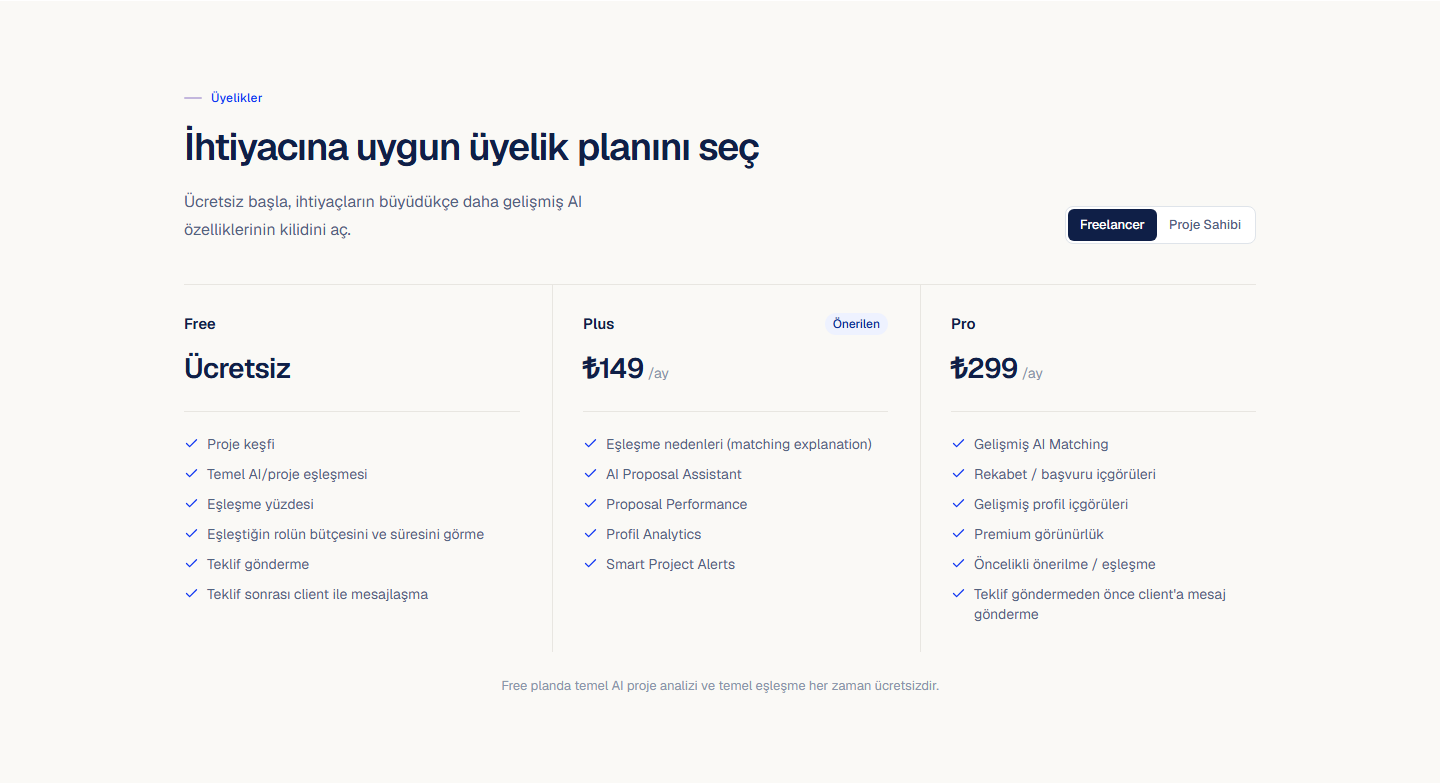 Üyelikler
İhtiyacına uygun üyelik planını seç
Ücretsiz başla, ihtiyaçların büyüdükçe daha gelişmiş AI
özelliklerinin kilidini aç.
Freelancer
Proje Sahibi
Free
Ücretsiz
Proje keşfi
Temel AI/proje eşleşmesi
Eşleşme yüzdesi
Eşleştiğin rolün bütçesini ve süresini görme
Teklif gönderme
Teklif sonrası client ile mesajlaşma
Plus
Önerilen
₺149 /ay
Eşleşme nedenleri (matching explanation)
AI Proposal Assistant
Proposal Performance
Profil Analytics
Smart Project Alerts
Pro
₺299 /ay
Gelişmiş AI Matching
Rekabet / başvuru içgörüleri
Gelişmiş profil içgörüleri
Premium görünürlük
Öncelikli önerilme / eşleşme
Teklif göndermeden önce client'a mesaj
gönderme
Free planda temel AI proje analizi ve temel eşleşme her zaman ücretsizdir.